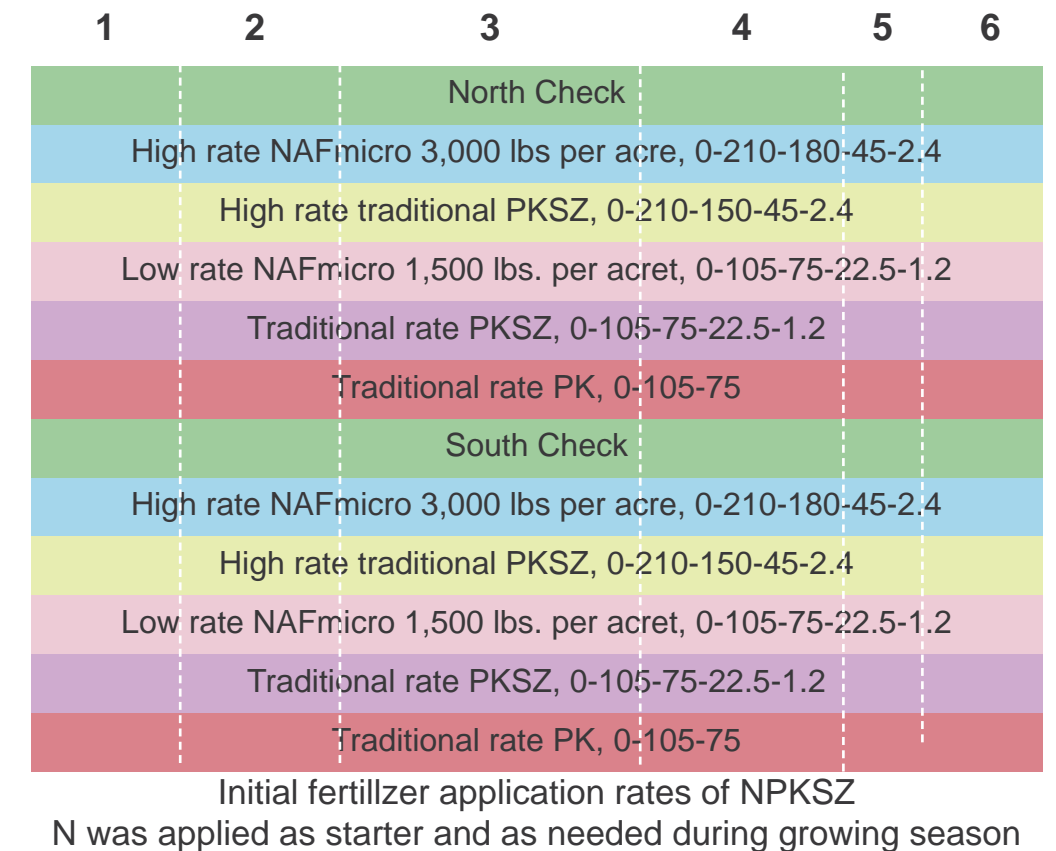 1 2 3 4 5 6
North Check
High rate NAFmicro 3,000 lbs per acre, 0-210-180-45-2.4
High rate traditional PKSZ, 0-210-150-45-2.4
Low rate NAFmicro 1,500 lbs. per acret, 0-105-75-22.5-1.2
Traditional rate PKSZ, 0-105-75-22.5-1.2
Traditional rate PK, 0-105-75
South Check
High rate NAFmicro 3,000 lbs per acre, 0-210-180-45-2.4
High rate traditional PKSZ, 0-210-150-45-2.4
Low rate NAFmicro 1,500 lbs. per acret, 0-105-75-22.5-1.2
Traditional rate PKSZ, 0-105-75-22.5-1.2
Traditional rate PK, 0-105-75
Initial fertillzer application rates of NPKSZ
N was applied as starter and as needed during growing season